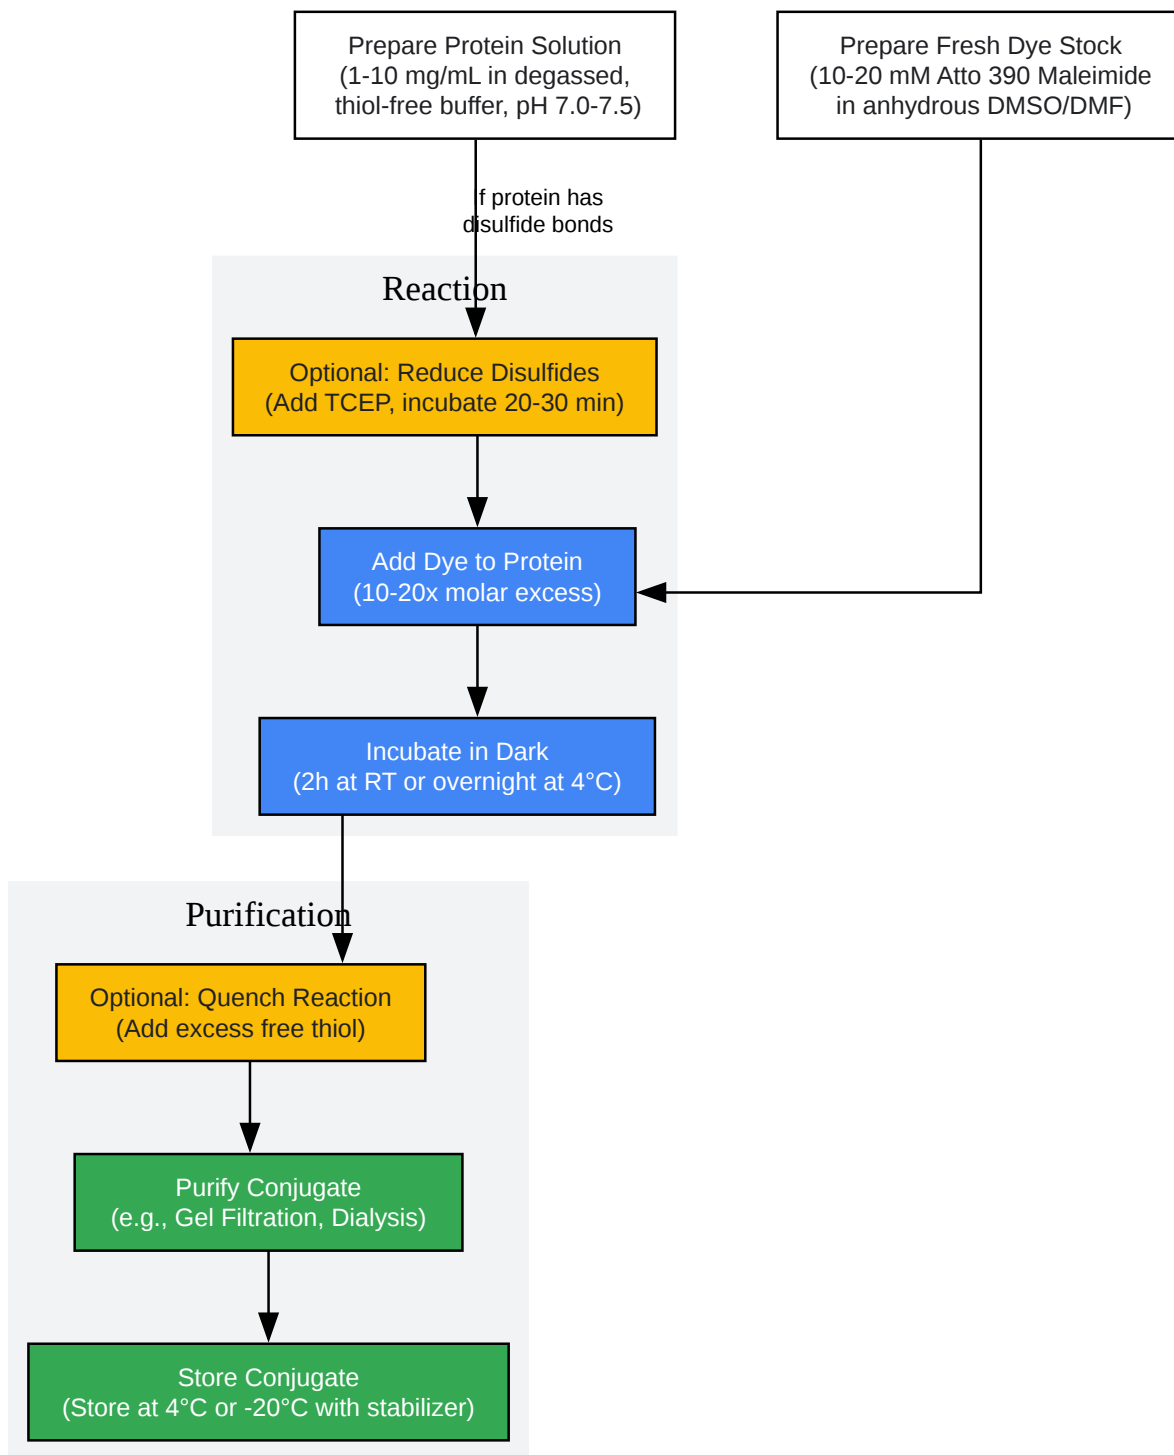 Prepare Protein Solution
(1-10 mg/mL in degassed,
thiol-free buffer, pH 7.0-7.5)
Prepare Fresh Dye Stock
(10-20 mM Atto 390 Maleimide
in anhydrous DMSO/DMF)
If protein has
disulfide bonds
Reaction
Optional: Reduce Disulfides
(Add TCEP, incubate 20-30 min)
Add Dye to Protein
(10-20x molar excess)
Incubate in Dark
(2h at RT or overnight at 4°C)
Purification
Optional: Quench Reaction
(Add excess free thiol)
Purify Conjugate
(e.g., Gel Filtration, Dialysis)
Store Conjugate
(Store at 4°C or -20°C with stabilizer)